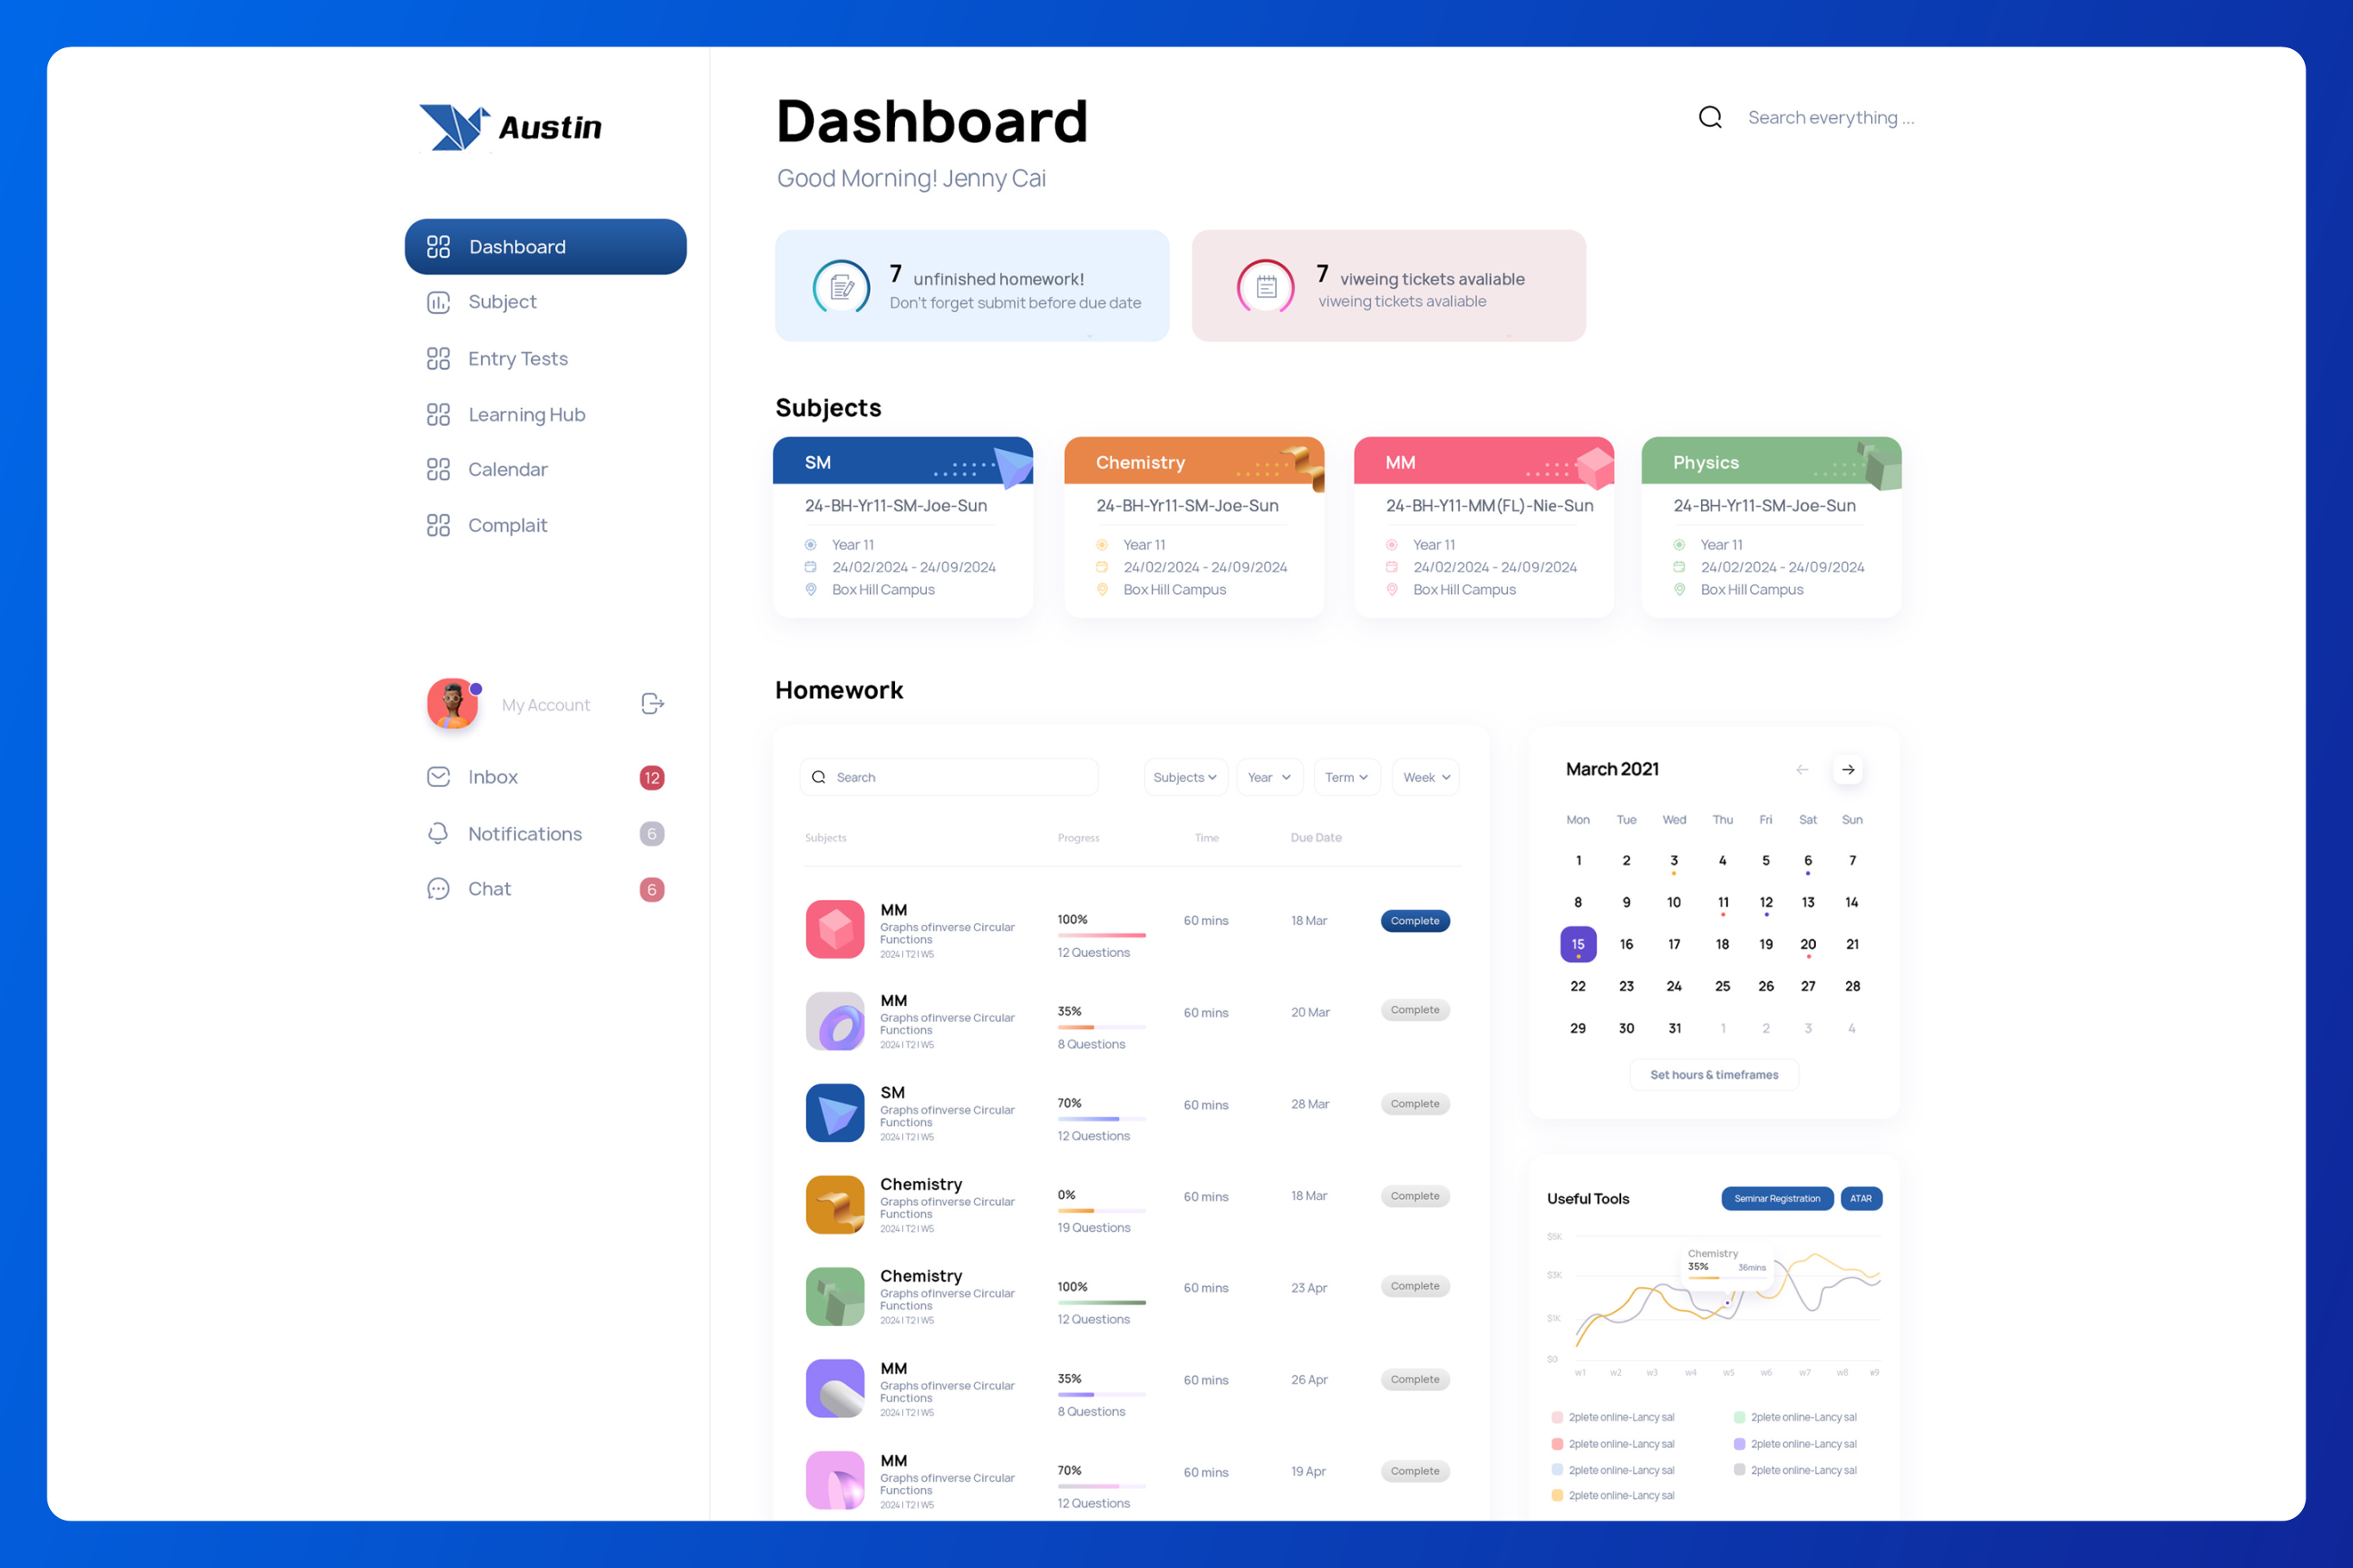 Austin
Dashboard
Subject
Entry Tests
Learning Hub
Calendar
Complait
My Account
Inbox 12
Notifications 6
Chat 6
Dashboard
Good Morning! Jenny Cai
Search everything ...
7 unfinished homework!
Don't forget submit before due date
7 viweing tickets avaliable
viweing tickets avaliable
Subjects
SM
24-BH-Yr11-SM-Joe-Sun
Year 11
24/02/2024 - 24/09/2024
Box Hill Campus
Chemistry
24-BH-Yr11-SM-Joe-Sun
Year 11
24/02/2024 - 24/09/2024
Box Hill Campus
MM
24-BH-Y11-MM(FL)-Nie-Sun
Year 11
24/02/2024 - 24/09/2024
Box Hill Campus
Physics
24-BH-Yr11-SM-Joe-Sun
Year 11
24/02/2024 - 24/09/2024
Box Hill Campus
Homework
Search
Subjects Year Term Week
Subjects Progress Time Due Date
MM
Graphs ofinverse Circular
Functions
2024 I T2 I W5
100%
12 Questions
60 mins
18 Mar
Complete
MM
Graphs ofinverse Circular
Functions
2024 I T2 I W5
35%
8 Questions
60 mins
20 Mar
Complete
SM
Graphs ofinverse Circular
Functions
2024 I T2 I W5
70%
12 Questions
60 mins
28 Mar
Complete
Chemistry
Graphs ofinverse Circular
Functions
2024 I T2 I W5
0%
19 Questions
60 mins
18 Mar
Complete
Chemistry
Graphs ofinverse Circular
Functions
2024 I T2 I W5
100%
12 Questions
60 mins
23 Apr
Complete
MM
Graphs ofinverse Circular
Functions
2024 I T2 I W5
35%
8 Questions
60 mins
26 Apr
Complete
MM
Graphs ofinverse Circular
Functions
2024 I T2 I W5
70%
12 Questions
60 mins
19 Apr
Complete
March 2021
Mon Tue Wed Thu Fri Sat Sun
1 2 3 4 5 6 7
8 9 10 11 12 13 14
15 16 17 18 19 20 21
22 23 24 25 26 27 28
29 30 31 1 2 3 4
Set hours & timeframes
Useful Tools
Seminar Registration
ATAR
$5K
$3K
$1K
$0
Chemistry
35% 36mins
w1 w2 w3 w4 w5 w6 w7 w8 w9
2plete online-Lancy sal
2plete online-Lancy sal
2plete online-Lancy sal
2plete online-Lancy sal
2plete online-Lancy sal
2plete online-Lancy sal
2plete online-Lancy sal